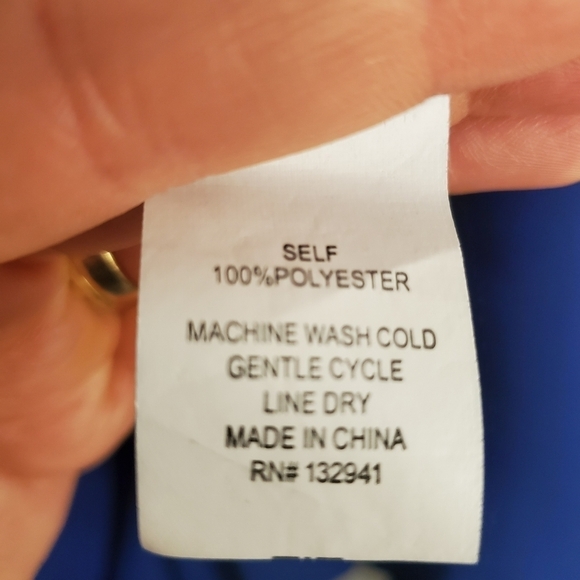 SELF
100%POLYESTER
MACHINE WASH COLD
GENTLE CYCLE
LINE DRY
MADE IN CHINA
RN# 132941